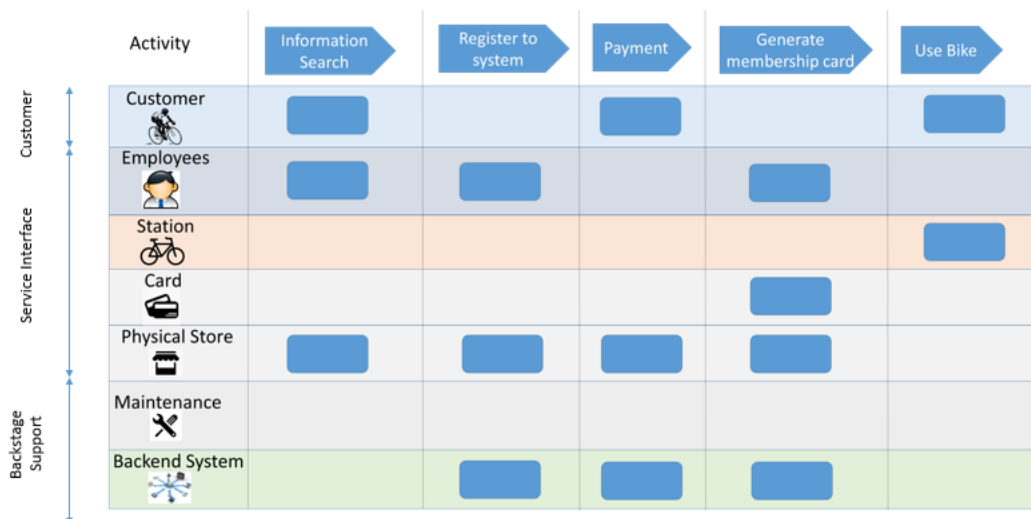 Activity
Information
Search
Register to
system
Payment
Generate
membership card
Use Bike
Customer
Customer
Service Interface
Employees
Station
Card
Physical Store
Backstage
Support
Maintenance
Backend System